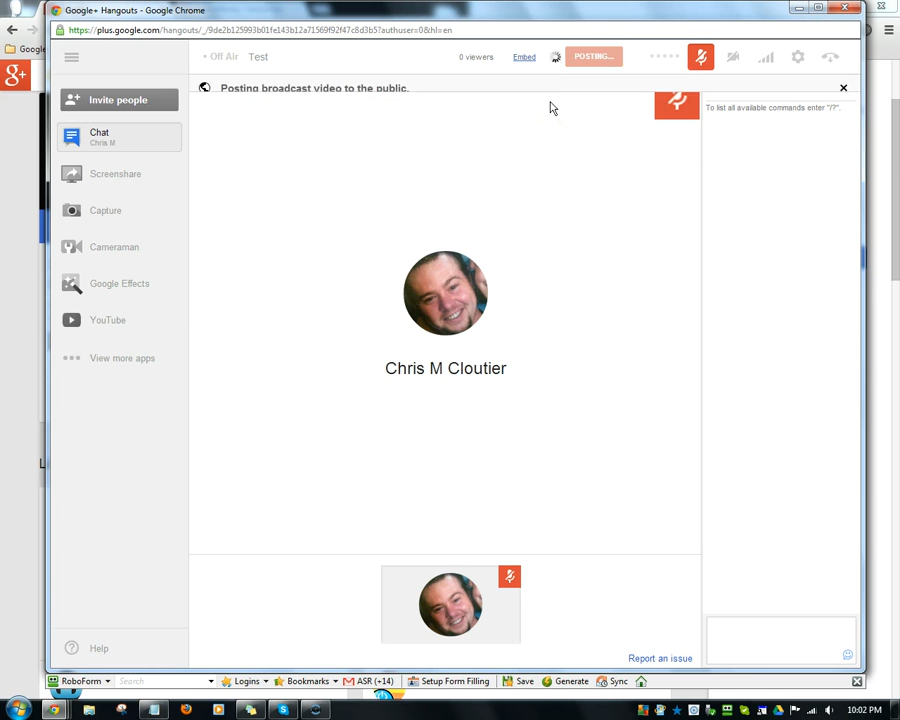 Google+ Hangouts - Google Chrome
https://plus.google.com/hangouts/_/9de2b125993b01fe143b12a71569f92f47c8d3b5?authuser=0&hl=en
Googl
g+
• Off Air Test 0 viewers Embed POSTING...
Posting broadcast video to the public.
Invite people
To list all available commands enter "/?".
Chat
Chris M
Screenshare
Capture
Cameraman
Google Effects
YouTube
View more apps
Chris M Cloutier
L
Help
Report an issue
RoboForm Search Logins Bookmarks ASR (+14) Setup Form Filling Save Generate Sync
10:02 PM